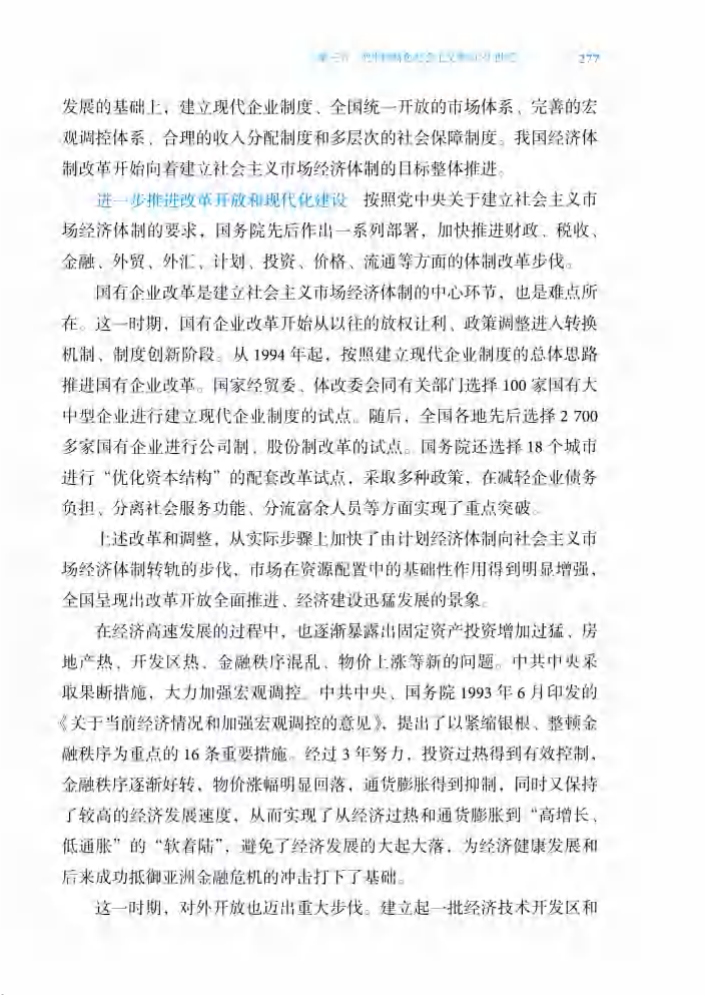 277
发展的基础上，建立现代企业制度、全国统一开放的市场体系、完善的宏
观调控体系、合理的收入分配制度和多层次的社会保障制度。我国经济体
制改革开始向着建立社会主义市场经济体制的目标整体推进。
进一步推进改革开放和现代化建设　按照党中央关于建立社会主义市
场经济体制的要求，国务院先后作出一系列部署，加快推进财政、税收、
金融、外贸、外汇、计划、投资、价格、流通等方面的体制改革步伐。
国有企业改革是建立社会主义市场经济体制的中心环节，也是难点所
在。这一时期，国有企业改革开始从以往的放权让利、政策调整进入转换
机制、制度创新阶段。从 1994 年起，按照建立现代企业制度的总体思路
推进国有企业改革。国家经贸委、体改委会同有关部门选择 100 家国有大
中型企业进行建立现代企业制度的试点。随后，全国各地先后选择 2 700
多家国有企业进行公司制、股份制改革的试点。国务院还选择 18 个城市
进行“优化资本结构”的配套改革试点，采取多种政策，在减轻企业债务
负担、分离社会服务功能、分流富余人员等方面实现了重点突破。
上述改革和调整，从实际步骤上加快了由计划经济体制向社会主义市
场经济体制转轨的步伐，市场在资源配置中的基础性作用得到明显增强，
全国呈现出改革开放全面推进、经济建设迅猛发展的景象。
在经济高速发展的过程中，也逐渐暴露出固定资产投资增加过猛、房
地产热、开发区热、金融秩序混乱、物价上涨等新的问题。中共中央采
取果断措施，大力加强宏观调控。中共中央、国务院 1993 年 6 月印发的
《关于当前经济情况和加强宏观调控的意见》，提出了以紧缩银根、整顿金
融秩序为重点的 16 条重要措施。经过 3 年努力，投资过热得到有效控制，
金融秩序逐渐好转，物价涨幅明显回落，通货膨胀得到抑制，同时又保持
了较高的经济发展速度，从而实现了从经济过热和通货膨胀到“高增长、
低通胀”的“软着陆”，避免了经济发展的大起大落，为经济健康发展和
后来成功抵御亚洲金融危机的冲击打下了基础。
这一时期，对外开放也迈出重大步伐。建立起一批经济技术开发区和